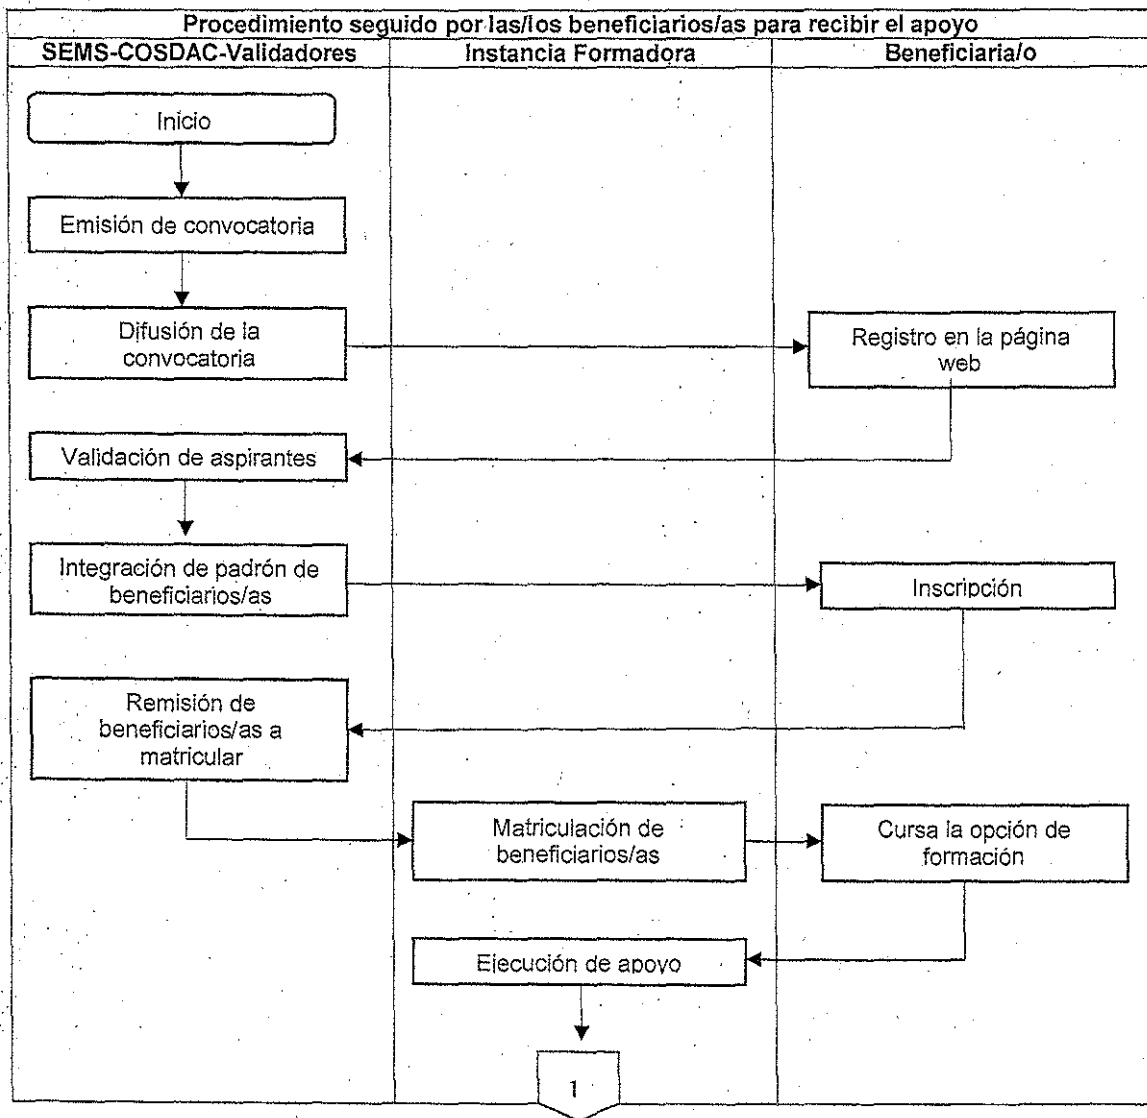 Procedimiento seguido por las/los beneficiarios/as para recibir el apoyo
SEMS-COSDAC-Validadores
Instancia Formadora
Beneficiaria/o
Inicio
Emisión de convocatoria
Difusión de la
convocatoria
Registro en la página
web
Validación de aspirantes
Integración de padrón de
beneficiarios/as
Inscripción
Remisión de
beneficiarios/as a
matricular
Matriculación de
beneficiarios/as
Cursa la opción de
formación
Ejecución de apoyo
1